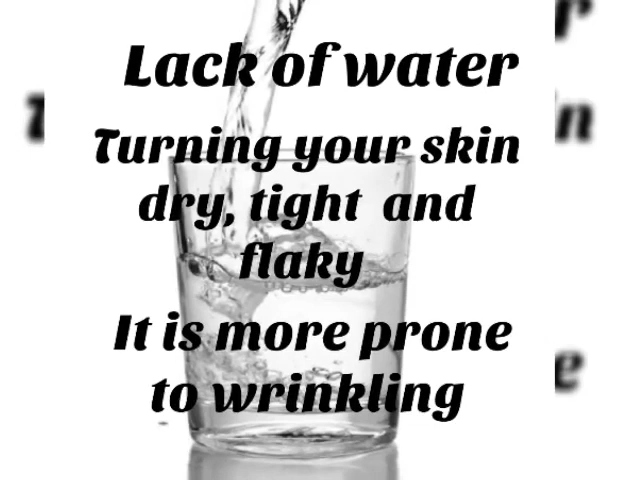 Lack of water
Turning your skin
dry, tight and
flaky
It is more prone
to wrinkling